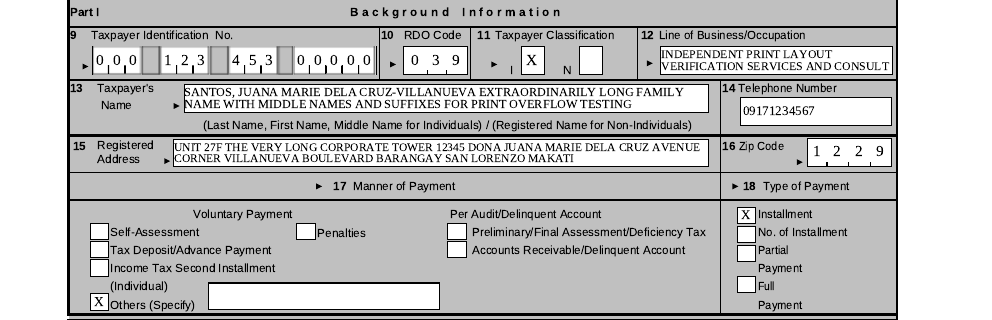 Part I Background Information
9 Taxpayer Identification No. 10 RDO Code 11 Taxpayer Classification 12 Line of Business/Occupation
0 0 0 1 2 3 4 5 3 0 0 0 0 0 0 3 9 I X N INDEPENDENT PRINT LAYOUT
VERIFICATION SERVICES AND CONSULT
13 Taxpayer's Name SANTOS, JUANA MARIE DELA CRUZ-VILLANUEVA EXTRAORDINARILY LONG FAMILY
NAME WITH MIDDLE NAMES AND SUFFIXES FOR PRINT OVERFLOW TESTING
(Last Name, First Name, Middle Name for Individuals) / (Registered Name for Non-Individuals)
14 Telephone Number
09171234567
15 Registered Address UNIT 27F THE VERY LONG CORPORATE TOWER 12345 DONA JUANA MARIE DELA CRUZ AVENUE
CORNER VILLANUEVA BOULEVARD BARANGAY SAN LORENZO MAKATI
16 Zip Code 1 2 2 9
17 Manner of Payment 18 Type of Payment
Voluntary Payment Per Audit/Delinquent Account X Installment
Self-Assessment Penalties Preliminary/Final Assessment/Deficiency Tax No. of Installment
Tax Deposit/Advance Payment Accounts Receivable/Delinquent Account Partial
Income Tax Second Installment Payment
(Individual) Full
X Others (Specify) Payment